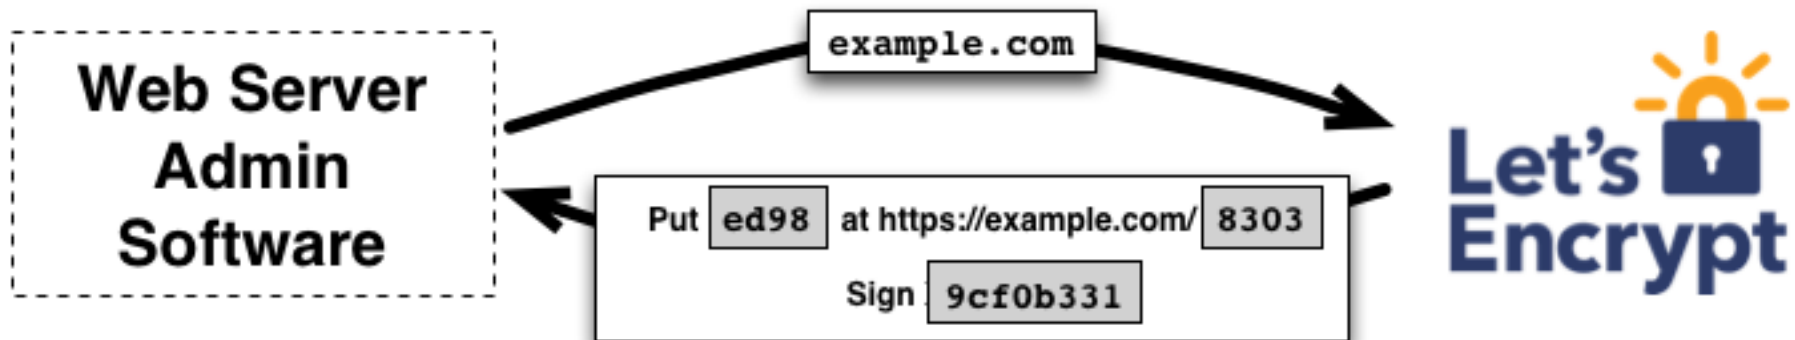 Web Server
Admin
Software
example.com
Put ed98 at https://example.com/ 8303
Sign 9cf0b331
Let's
Encrypt